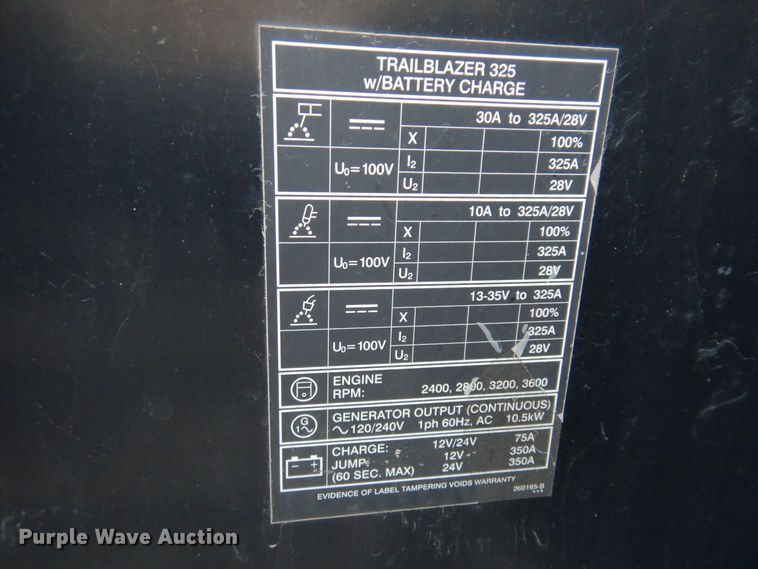 TRAILBLAZER 325
w/BATTERY CHARGE
30A to 325A/28V
X 100%
U0=100V I2 325A
U2 28V
10A to 325A/28V
X 100%
U0=100V I2 325A
U2 28V
13-35V to 325A
X 100%
U0=100V I2 325A
U2 28V
ENGINE
RPM: 2400, 2800, 3200, 3600
G
1~
GENERATOR OUTPUT (CONTINUOUS)
~ 120/240V 1ph 60Hz, AC 10.5kW
CHARGE: 12V/24V 75A
JUMP: 12V 350A
(60 SEC. MAX) 24V 350A
EVIDENCE OF LABEL TAMPERING VOIDS WARRANTY 260165-B
Purple Wave Auction